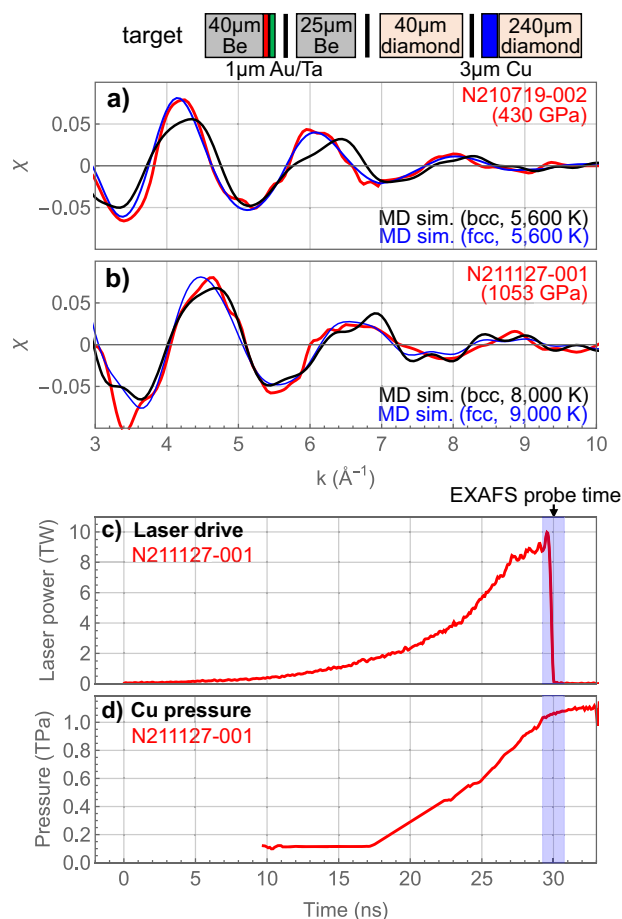 target
40μm Be
25μm Be
40μm diamond
240μm diamond
1μm Au/Ta
3μm Cu
a)
N210719-002
(430 GPa)
0.05
0
−0.05
χ
MD sim. (bcc, 5,600 K)
MD sim. (fcc, 5,600 K)
b)
N211127-001
(1053 GPa)
0.05
0
−0.05
χ
MD sim. (bcc, 8,000 K)
MD sim. (fcc, 9,000 K)
3 4 5 6 7 8 9 10
k (Å⁻¹)
EXAFS probe time
c) Laser drive
N211127-001
10
8
6
4
2
0
Laser power (TW)
d) Cu pressure
N211127-001
1.0
0.8
0.6
0.4
0.2
0.0
Pressure (TPa)
0 5 10 15 20 25 30
Time (ns)